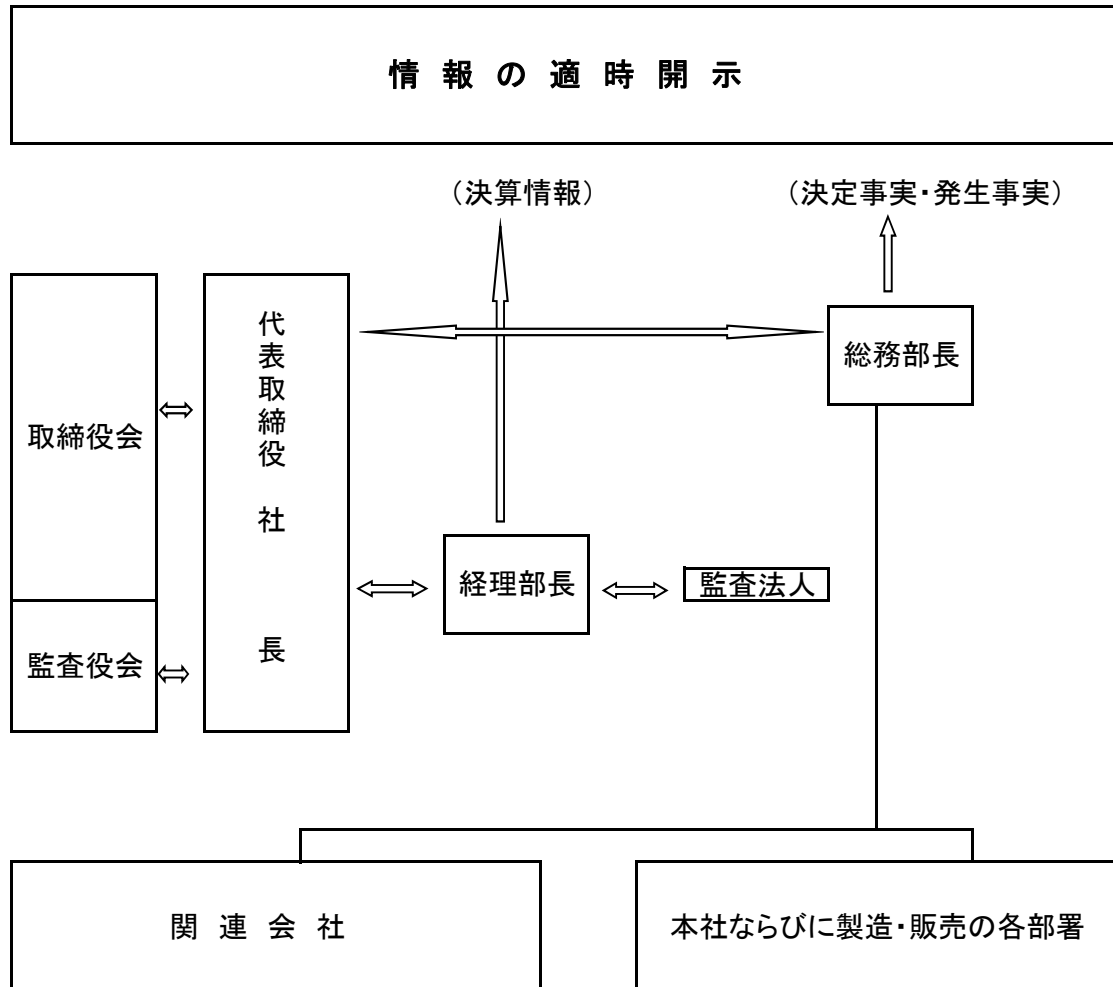 情報の適時開示
（決算情報）
（決定事実・発生事実）
代表取締役社長
総務部長
取締役会
経理部長
監査法人
監査役会
関連会社
本社ならびに製造・販売の各部署